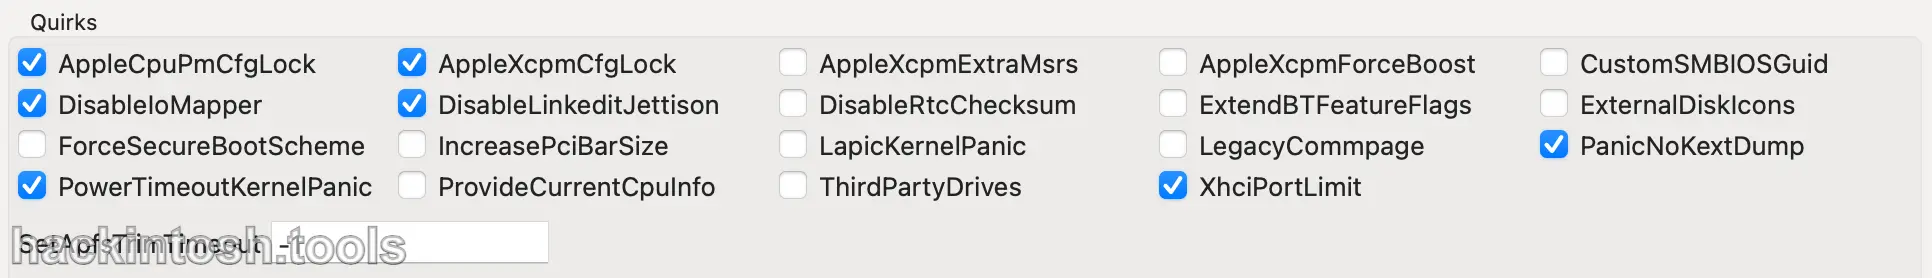 Quirks
AppleCpuPmCfgLock AppleXcpmCfgLock AppleXcpmExtraMsrs AppleXcpmForceBoost CustomSMBIOSGuid
DisableIoMapper DisableLinkeditJettison DisableRtcChecksum ExtendBTFeatureFlags ExternalDiskIcons
ForceSecureBootScheme IncreasePciBarSize LapicKernelPanic LegacyCommpage PanicNoKextDump
PowerTimeoutKernelPanic ProvideCurrentCpuInfo ThirdPartyDrives XhciPortLimit
SetApfsTrimTimeout
hackintosh.tools